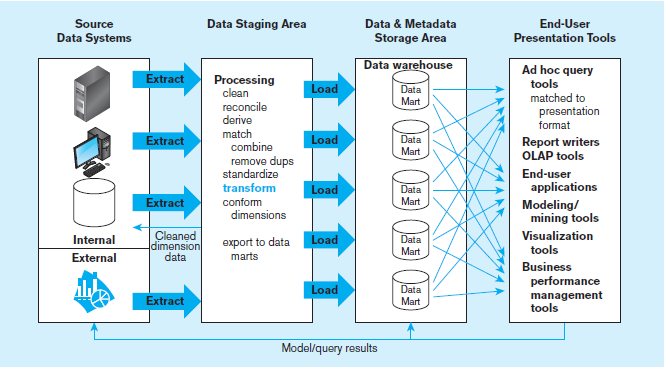 Source
Data Systems
Data Staging Area
Data & Metadata
Storage Area
End-User
Presentation Tools
Extract
Extract
Extract
Internal
External
Extract
Cleaned
dimension
data
Processing
clean
reconcile
derive
match
combine
remove dups
standardize
transform
conform
dimensions
export to data
marts
Load
Load
Load
Load
Load
Data warehouse
Data
Mart
Data
Mart
Data
Mart
Data
Mart
Data
Mart
Ad hoc query
tools
matched to
presentation
format
Report writers
OLAP tools
End-user
applications
Modeling/
mining tools
Visualization
tools
Business
performance
management
tools
Model/query results